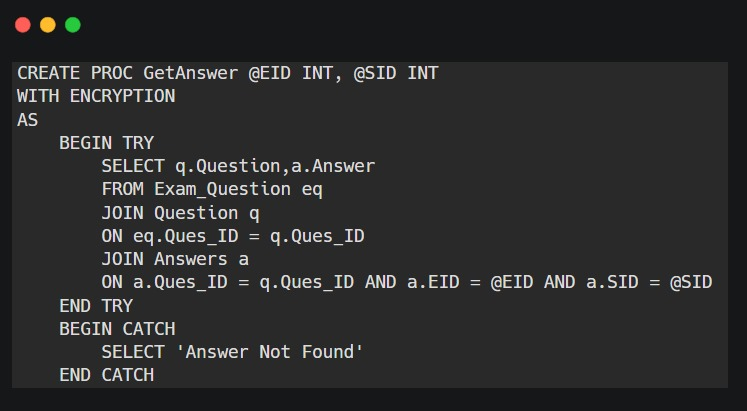 CREATE PROC GetAnswer @EID INT, @SID INT
WITH ENCRYPTION
AS
    BEGIN TRY
        SELECT q.Question,a.Answer
        FROM Exam_Question eq
        JOIN Question q
        ON eq.Ques_ID = q.Ques_ID
        JOIN Answers a
        ON a.Ques_ID = q.Ques_ID AND a.EID = @EID AND a.SID = @SID
    END TRY
    BEGIN CATCH
        SELECT 'Answer Not Found'
    END CATCH